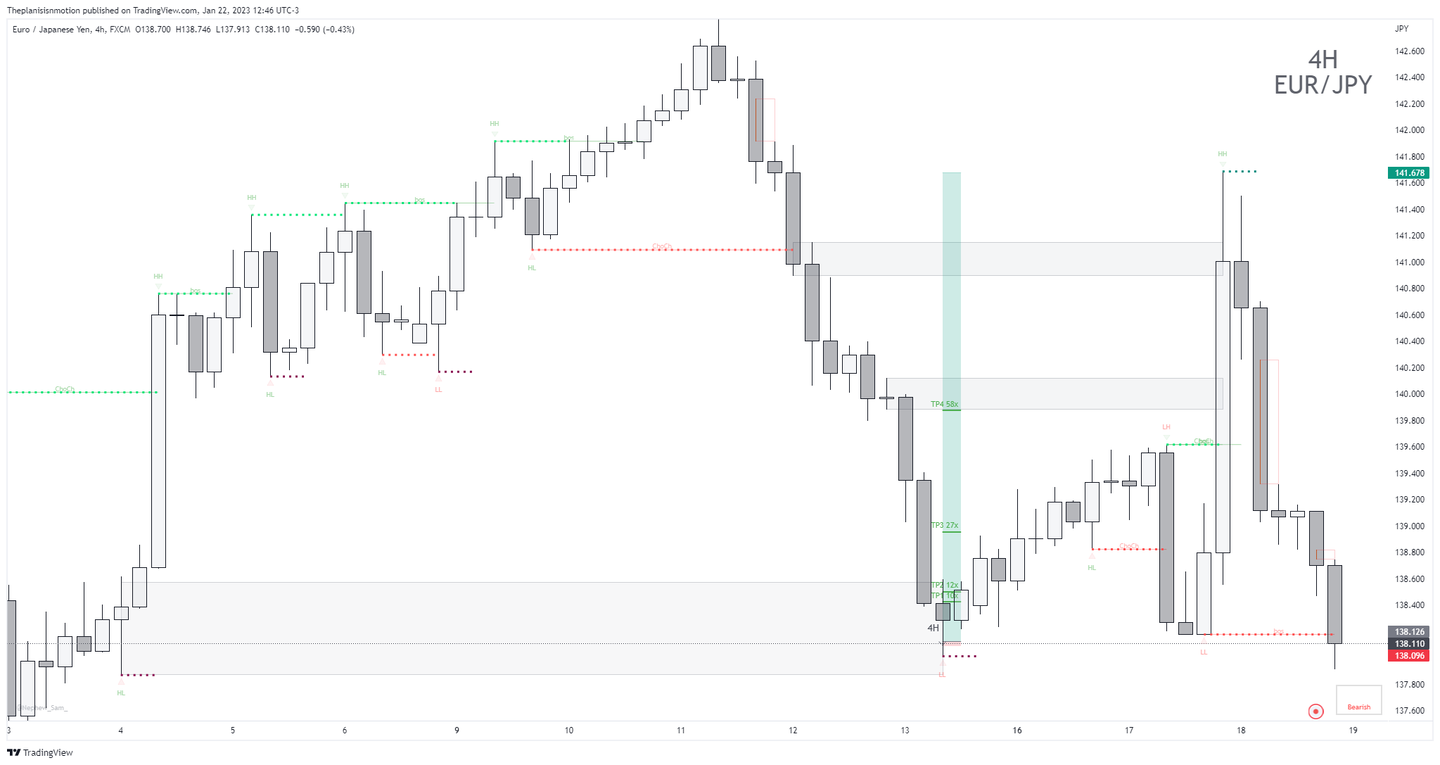 Theplanisinmotion published on TradingView.com, Jan 22, 2023 12:46 UTC-3
Euro / Japanese Yen, 4h, FXCM O138.700 H138.746 L137.913 C138.110 −0.590 (−0.43%)
JPY
4H
EUR/JPY
142.600
142.400
142.200
142.000
141.800
141.678
141.600
141.400
141.200
141.000
140.800
140.600
140.400
140.200
140.000
139.800
139.600
139.400
139.200
139.000
138.800
138.600
138.400
138.126
138.110
138.096
137.800
137.600
HH
bos
HH
HH
HH
bos
HH
bos
ChoCh
HL
ChoCh
HL
HL
LL
TP4 58x
LH
TP3 27x
ChoCh
HL
TP2 12x
TP1 10x
4H
bos
LL
LL
HL
Bearish
3 4 5 6 9 10 11 12 13 16 17 18 19
TradingView